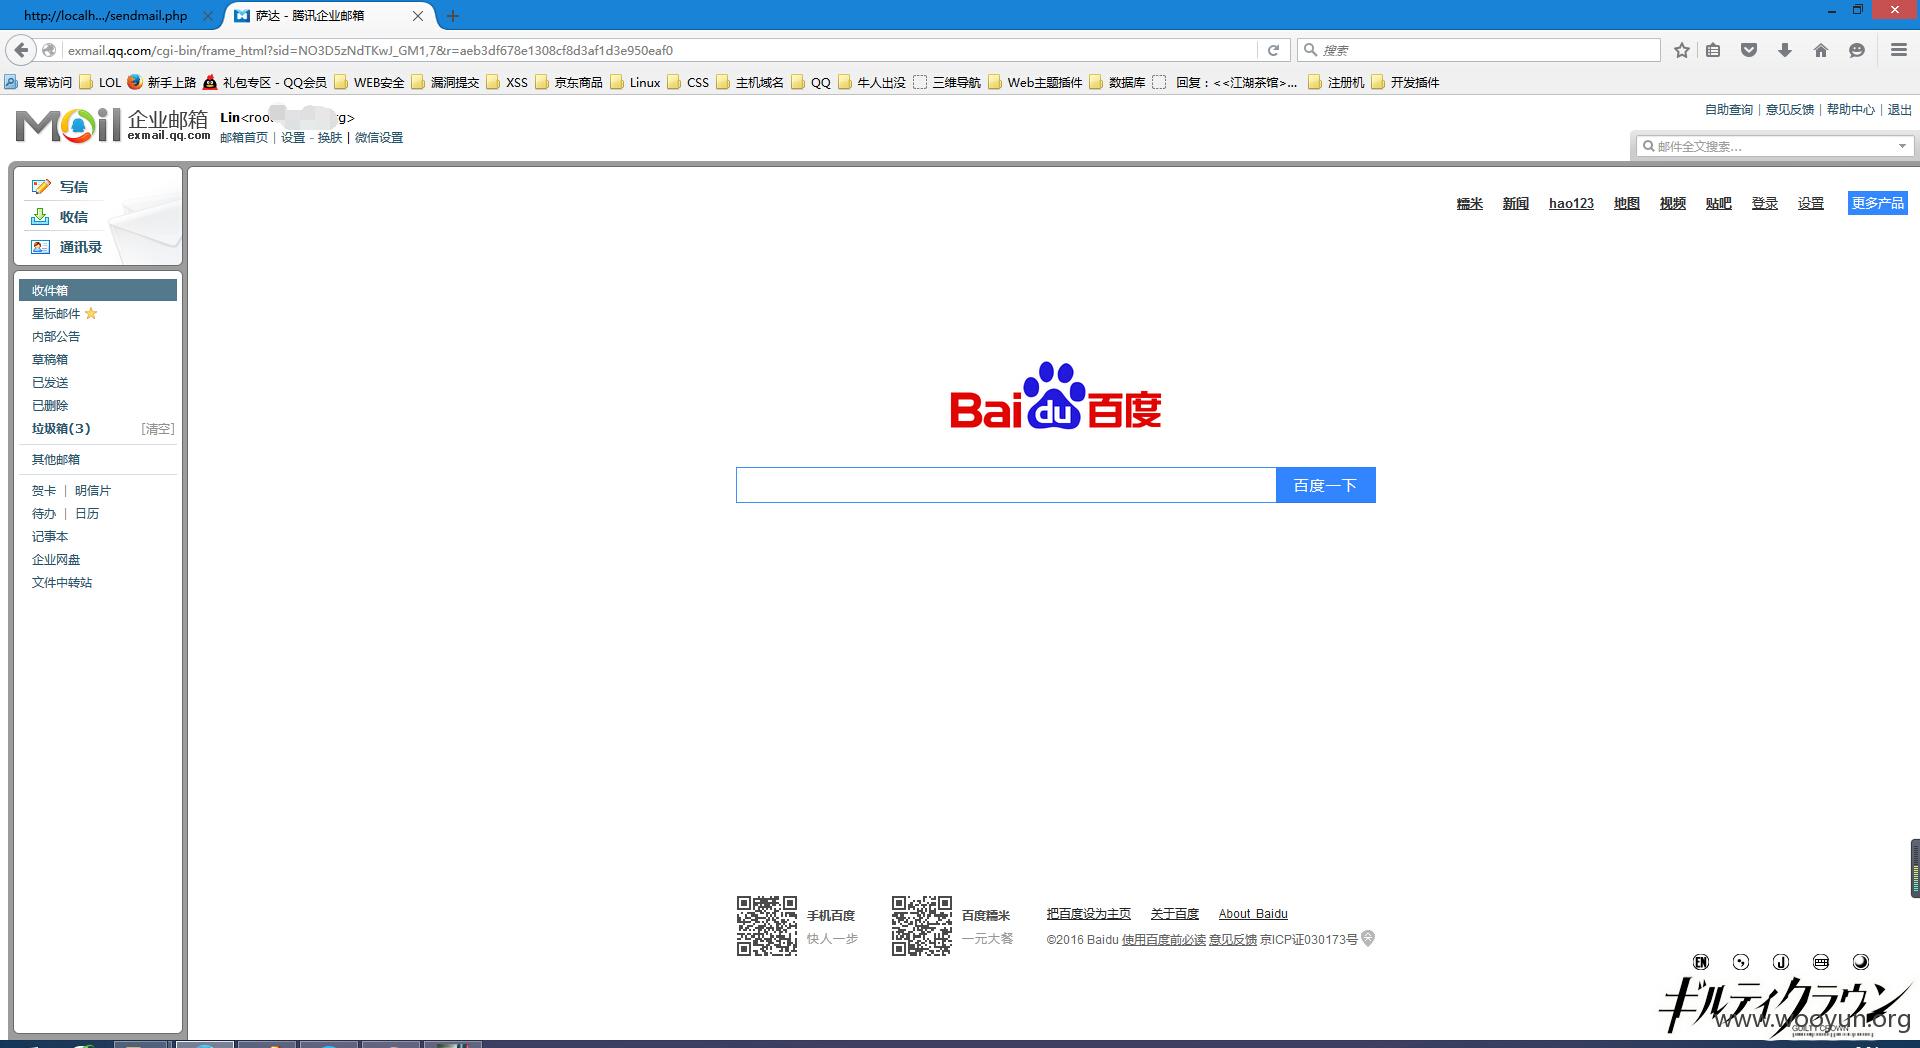 http://localh.../sendmail.php
萨达 - 腾讯企业邮箱
exmail.qq.com/cgi-bin/frame_html?sid=NO3D5zNdTKwJ_GM1,7&r=aeb3df678e1308cf8d3af1d3e950eaf0
搜索
最常访问 LOL 新手上路 礼包专区 - QQ会员 WEB安全 漏洞提交 XSS 京东商品 Linux CSS 主机域名 QQ 牛人出没 三维导航 Web主题插件 数据库 回复：<<江湖茶馆>... 注册机 开发插件
Mail 企业邮箱
exmail.qq.com
Lin<roo rg>
邮箱首页 | 设置 - 换肤 | 微信设置
自助查询 | 意见反馈 | 帮助中心 | 退出
邮件全文搜索...
写信
收信
通讯录
收件箱
星标邮件
内部公告
草稿箱
已发送
已删除
垃圾箱(3) [清空]
其他邮箱
贺卡 | 明信片
待办 | 日历
记事本
企业网盘
文件中转站
糯米 新闻 hao123 地图 视频 贴吧 登录 设置 更多产品
Baidu百度
百度一下
手机百度
快人一步
百度糯米
一元大餐
把百度设为主页 关于百度 About Baidu
©2016 Baidu 使用百度前必读 意见反馈 京ICP证030173号
EN J
ギルティクラウン
GUILTY CROWN
www.wooyun.org